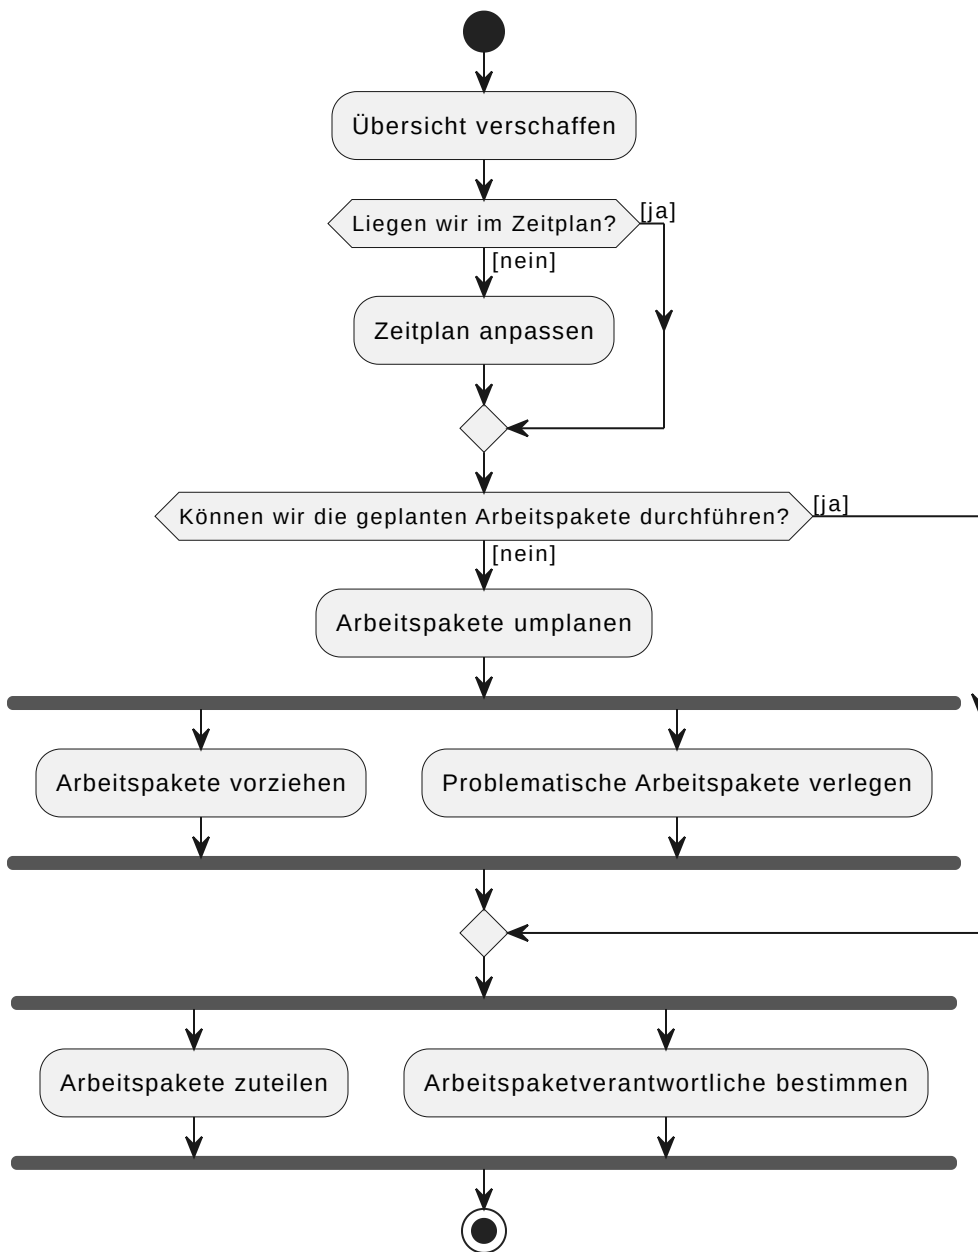 Übersicht verschaffen
Liegen wir im Zeitplan?
[ja]
[nein]
Zeitplan anpassen
Können wir die geplanten Arbeitspakete durchführen?
[ja]
[nein]
Arbeitspakete umplanen
Arbeitspakete vorziehen
Problematische Arbeitspakete verlegen
Arbeitspakete zuteilen
Arbeitspaketverantwortliche bestimmen